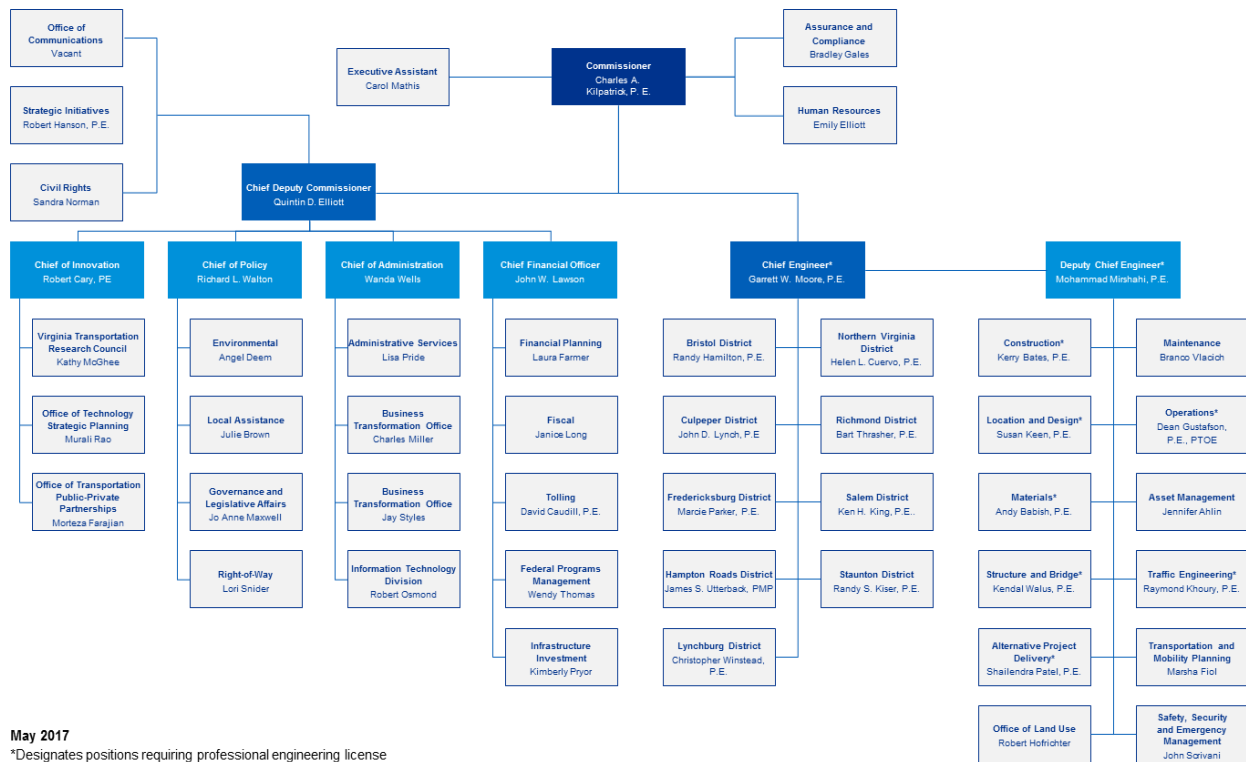 Office of
Communications
Vacant
Strategic Initiatives
Robert Hanson, P.E.
Civil Rights
Sandra Norman
Executive Assistant
Carol Mathis
Commissioner
Charles A.
Kilpatrick, P. E.
Assurance and
Compliance
Bradley Gales
Human Resources
Emily Elliott
Chief Deputy Commissioner
Quintin D. Elliott
Chief of Innovation
Robert Cary, PE
Chief of Policy
Richard L. Walton
Chief of Administration
Wanda Wells
Chief Financial Officer
John W. Lawson
Chief Engineer*
Garrett W. Moore, P.E.
Deputy Chief Engineer*
Mohammad Mirshahi, P.E.
Virginia Transportation
Research Council
Kathy McGhee
Office of Technology
Strategic Planning
Murali Rao
Office of Transportation
Public-Private
Partnerships
Morteza Farajian
Environmental
Angel Deem
Local Assistance
Julie Brown
Governance and
Legislative Affairs
Jo Anne Maxwell
Right-of-Way
Lori Snider
Administrative Services
Lisa Pride
Business
Transformation Office
Charles Miller
Business
Transformation Office
Jay Styles
Information Technology
Division
Robert Osmond
Financial Planning
Laura Farmer
Fiscal
Janice Long
Tolling
David Caudill, P.E.
Federal Programs
Management
Wendy Thomas
Infrastructure
Investment
Kimberly Pryor
Bristol District
Randy Hamilton, P.E.
Culpeper District
John D. Lynch, P.E
Fredericksburg District
Marcie Parker, P.E.
Hampton Roads District
James S. Utterback, PMP
Lynchburg District
Christopher Winstead,
P.E.
Northern Virginia
District
Helen L. Cuervo, P.E.
Richmond District
Bart Thrasher, P.E.
Salem District
Ken H. King, P.E..
Staunton District
Randy S. Kiser, P.E.
Construction*
Kerry Bates, P.E.
Location and Design*
Susan Keen, P.E.
Materials*
Andy Babish, P.E.
Structure and Bridge*
Kendal Walus, P.E.
Alternative Project
Delivery*
Shailendra Patel, P.E.
Office of Land Use
Robert Hofrichter
Maintenance
Branco Vlacich
Operations*
Dean Gustafson,
P.E., PTOE
Asset Management
Jennifer Ahlin
Traffic Engineering*
Raymond Khoury, P.E.
Transportation and
Mobility Planning
Marsha Fiol
Safety, Security
and Emergency
Management
John Scrivani
May 2017
*Designates positions requiring professional engineering license